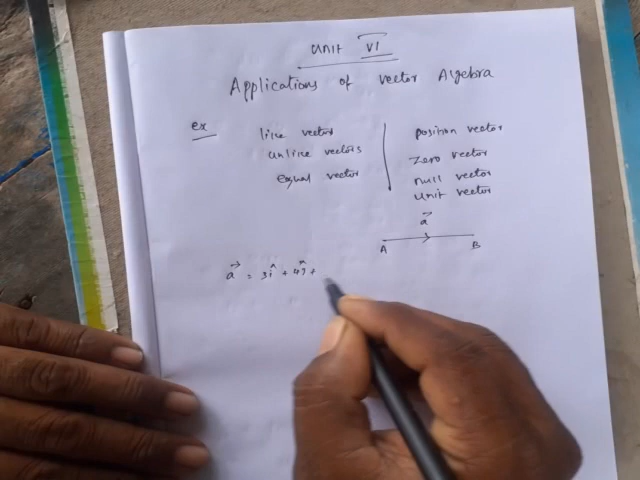 Unit VI
Applications of vector Algebra
ex
like vector
unlike vectors
equal vector
position vector
zero vector
null vector
unit vector
a⃗
A B
a⃗ = 3î + 4ĵ +